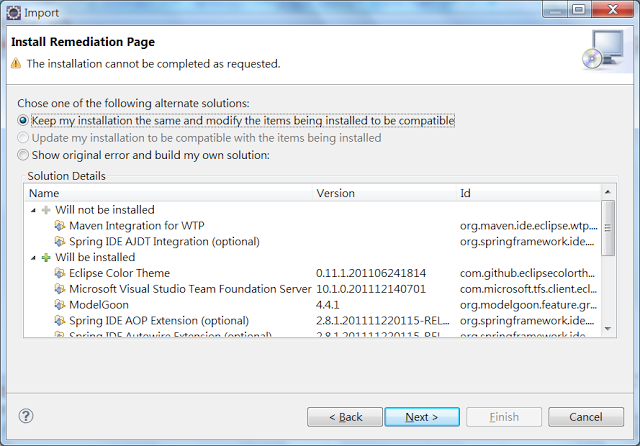 Import
Install Remediation Page
The installation cannot be completed as requested.
Chose one of the following alternate solutions:
Keep my installation the same and modify the items being installed to be compatible
Update my installation to be compatible with the items being installed
Show original error and build my own solution:
Solution Details
Name Version Id
Will not be installed
Maven Integration for WTP org.maven.ide.eclipse.wtp....
Spring IDE AJDT Integration (optional) org.springframework.ide....
Will be installed
Eclipse Color Theme 0.11.1.201106241814 com.github.eclipsecolorth...
Microsoft Visual Studio Team Foundation Server 10.1.0.201112140701 com.microsoft.tfs.client.ecl...
ModelGoon 4.4.1 org.modelgoon.feature.gr...
Spring IDE AOP Extension (optional) 2.8.1.201111220115-REL... org.springframework.ide....
Spring IDE Autowire Extension (optional) 2.8.1.201111220115-REL... org.springframework.ide....
< Back Next > Finish Cancel